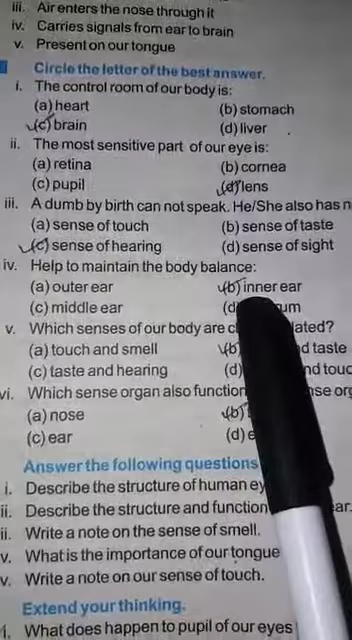 iii. Air enters the nose through it
iv. Carries signals from ear to brain
v. Present on our tongue
Circle the letter of the best answer.
i. The control room of our body is:
(a) heart (b) stomach
(c) brain (d) liver
ii. The most sensitive part of our eye is:
(a) retina (b) cornea
(c) pupil (d) lens
iii. A dumb by birth can not speak. He/She also has n
(a) sense of touch (b) sense of taste
(c) sense of hearing (d) sense of sight
iv. Help to maintain the body balance:
(a) outer ear (b) inner ear
(c) middle ear (d) um
v. Which senses of our body are c lated?
(a) touch and smell (b) d taste
(c) taste and hearing (d) nd touc
vi. Which sense organ also function nse org
(a) nose (b)
(c) ear (d) e
Answer the following questions
i. Describe the structure of human ey
ii. Describe the structure and function ear.
ii. Write a note on the sense of smell.
v. What is the importance of our tongue
v. Write a note on our sense of touch.
Extend your thinking.
i. What does happen to pupil of our eyes